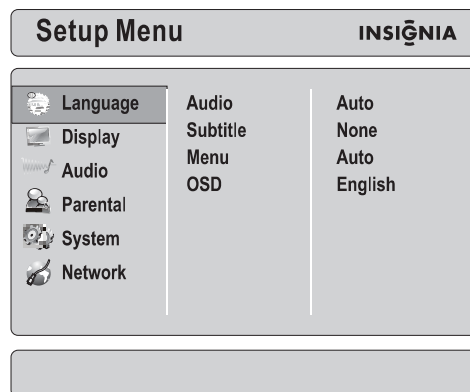 Setup Menu
INSIGNIA
Language
Display
Audio
Parental
System
Network
Audio Auto
Subtitle None
Menu Auto
OSD English